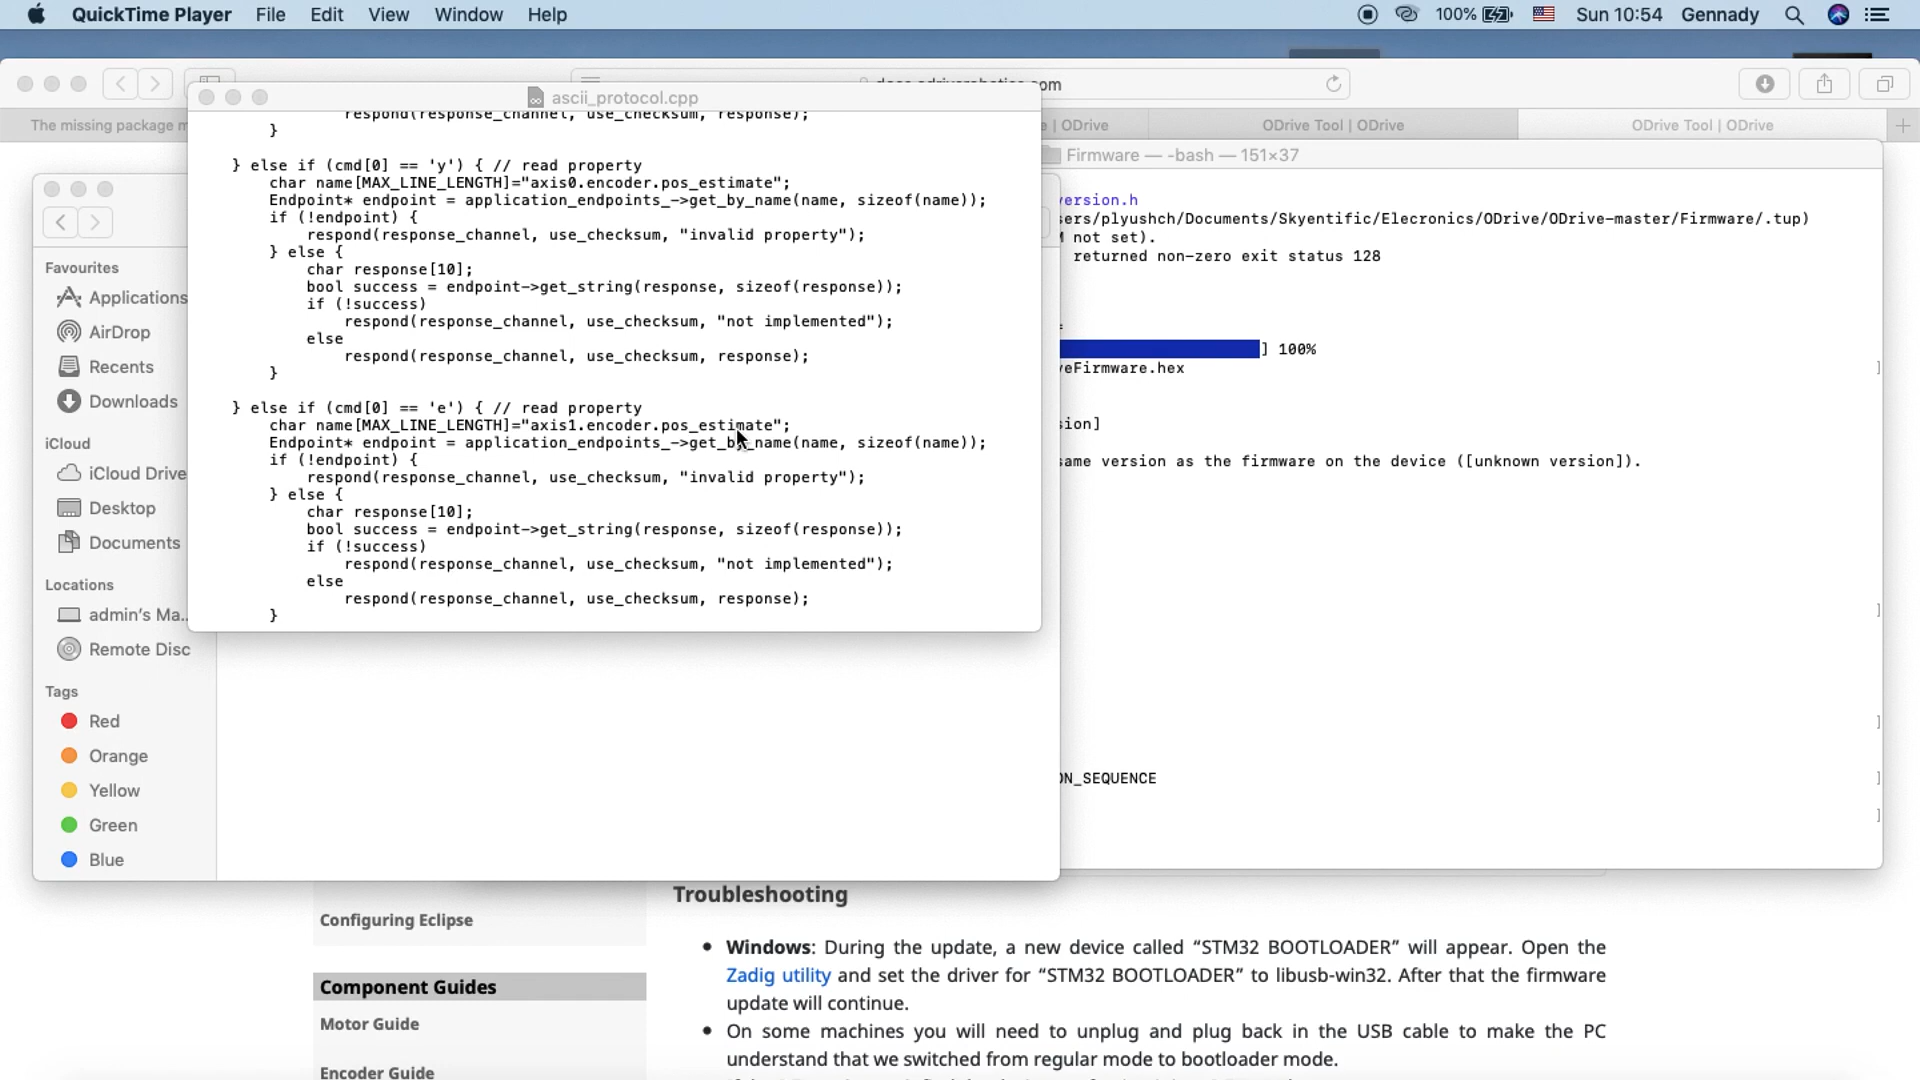 QuickTime Player File Edit View Window Help 100% Sun 10:54 Gennady
The missing package m | ODrive ODrive Tool | ODrive ODrive Tool | ODrive
ascii_protocol.cpp
respond(response_channel, use_checksum, response);
}
} else if (cmd[0] == 'y') { // read property
char name[MAX_LINE_LENGTH]="axis0.encoder.pos_estimate";
Endpoint* endpoint = application_endpoints_->get_by_name(name, sizeof(name));
if (!endpoint) {
respond(response_channel, use_checksum, "invalid property");
} else {
char response[10];
bool success = endpoint->get_string(response, sizeof(response));
if (!success)
respond(response_channel, use_checksum, "not implemented");
else
respond(response_channel, use_checksum, response);
}
} else if (cmd[0] == 'e') { // read property
char name[MAX_LINE_LENGTH]="axis1.encoder.pos_estimate";
Endpoint* endpoint = application_endpoints_->get_by_name(name, sizeof(name));
if (!endpoint) {
respond(response_channel, use_checksum, "invalid property");
} else {
char response[10];
bool success = endpoint->get_string(response, sizeof(response));
if (!success)
respond(response_channel, use_checksum, "not implemented");
else
respond(response_channel, use_checksum, response);
}
Firmware — -bash — 151×37
ersion.h
ers/plyushch/Documents/Skyentific/Elecronics/ODrive/ODrive-master/Firmware/.tup)
not set).
returned non-zero exit status 128
] 100%
eFirmware.hex
]
ion]
ame version as the firmware on the device ([unknown version]).
]
]
N_SEQUENCE ]
]
Favourites
Applications
AirDrop
Recents
Downloads
iCloud
iCloud Drive
Desktop
Documents
Locations
admin's Ma...
Remote Disc
Tags
Red
Orange
Yellow
Green
Blue
Configuring Eclipse
Component Guides
Motor Guide
Encoder Guide
Troubleshooting
• Windows: During the update, a new device called “STM32 BOOTLOADER” will appear. Open the
Zadig utility and set the driver for “STM32 BOOTLOADER” to libusb-win32. After that the firmware
update will continue.
• On some machines you will need to unplug and plug back in the USB cable to make the PC
understand that we switched from regular mode to bootloader mode.